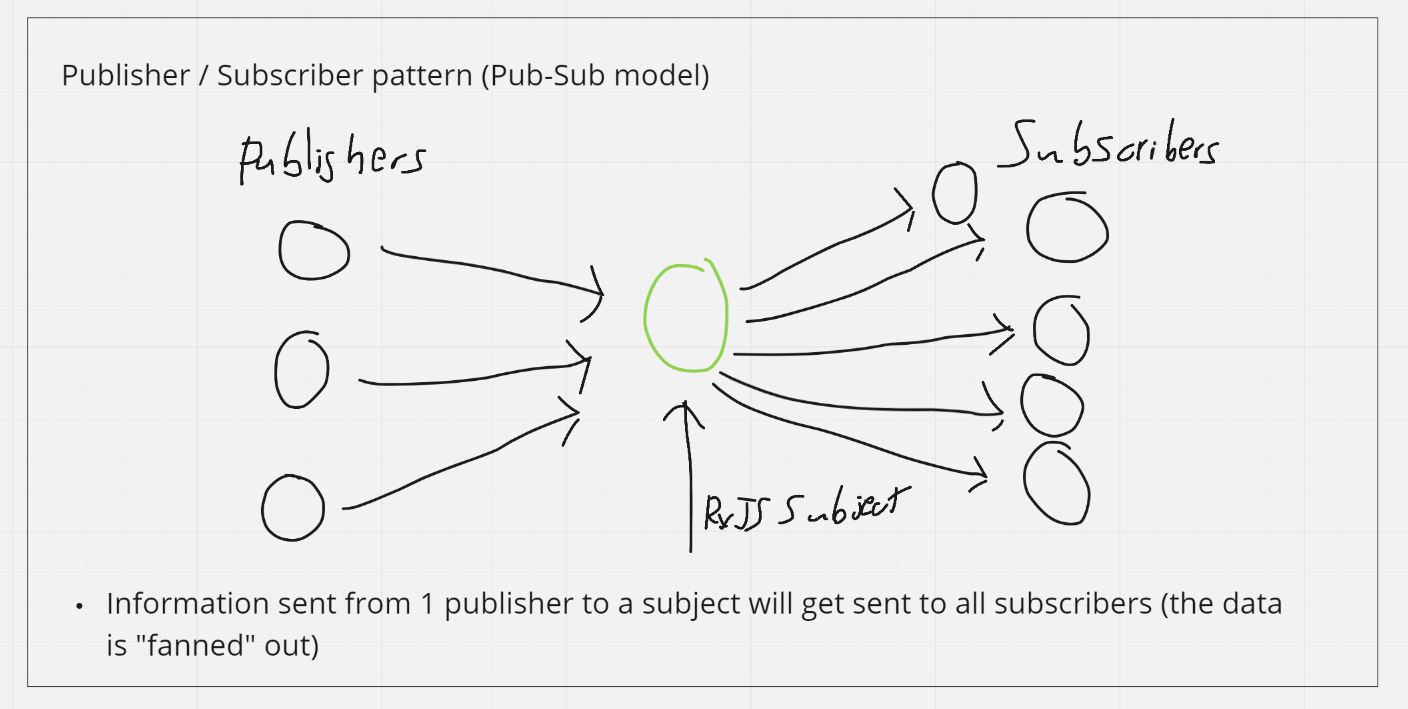 Publisher / Subscriber pattern (Pub-Sub model)
Publishers
Subscribers
RxJS Subject
• Information sent from 1 publisher to a subject will get sent to all subscribers (the data
is "fanned" out)